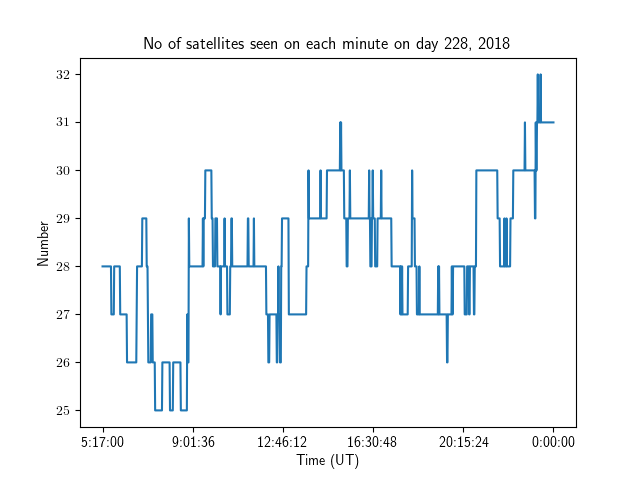 No of satellites seen on each minute on day 228, 2018
32
31
30
29
28
27
26
25
Number
5:17:00 9:01:36 12:46:12 16:30:48 20:15:24 0:00:00
Time (UT)